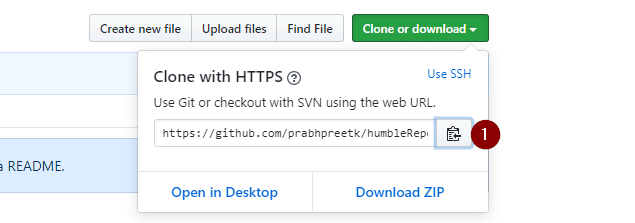 Create new file Upload files Find File Clone or download
Clone with HTTPS ?
Use SSH
Use Git or checkout with SVN using the web URL.
https://github.com/prabhpreetk/humbleRep
1
a README.
Open in Desktop Download ZIP